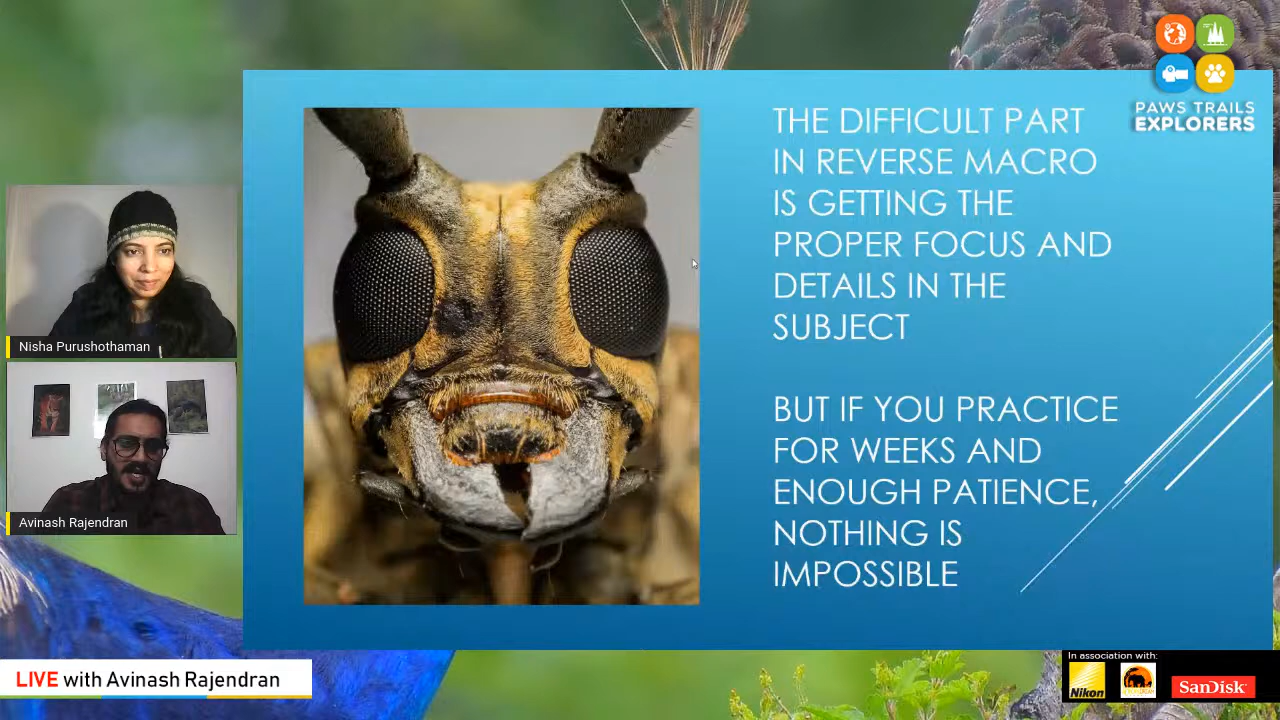 PAWS TRAILS
EXPLORERS
THE DIFFICULT PART
IN REVERSE MACRO
IS GETTING THE
PROPER FOCUS AND
DETAILS IN THE
SUBJECT
BUT IF YOU PRACTICE
FOR WEEKS AND
ENOUGH PATIENCE,
NOTHING IS
IMPOSSIBLE
Nisha Purushothaman
Avinash Rajendran
LIVE with Avinash Rajendran
In association with:
Nikon
SanDisk